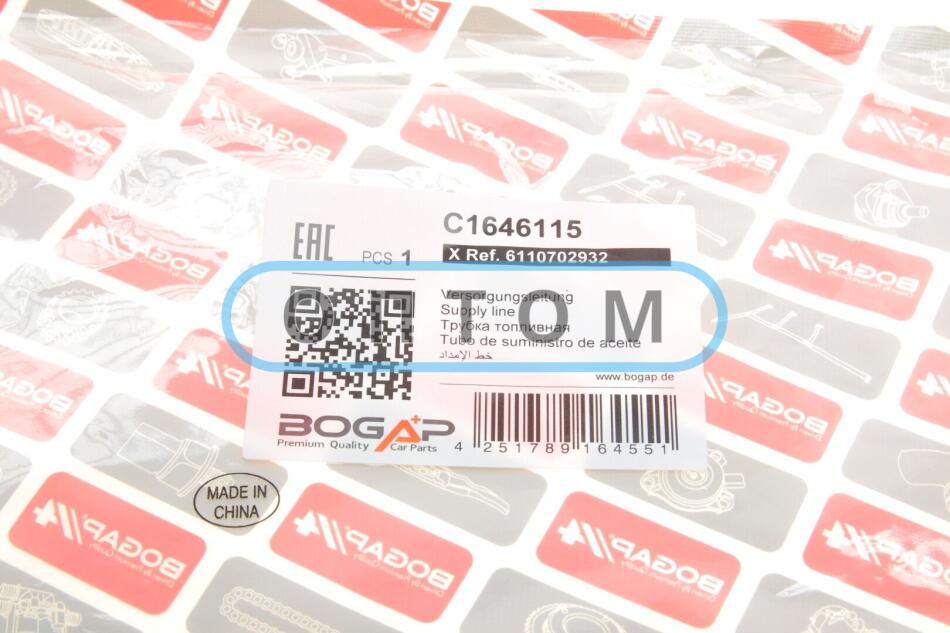 C1646115
EAC
PCS 1
X Ref. 6110702932
Versorgungsleitung
Supply line
Трубка топливная
Tubo de suministro de aceite
خط الإمداد
www.bogap.de
BOGAP
Premium Quality Car Parts
4 251789 164551
MADE IN
CHINA